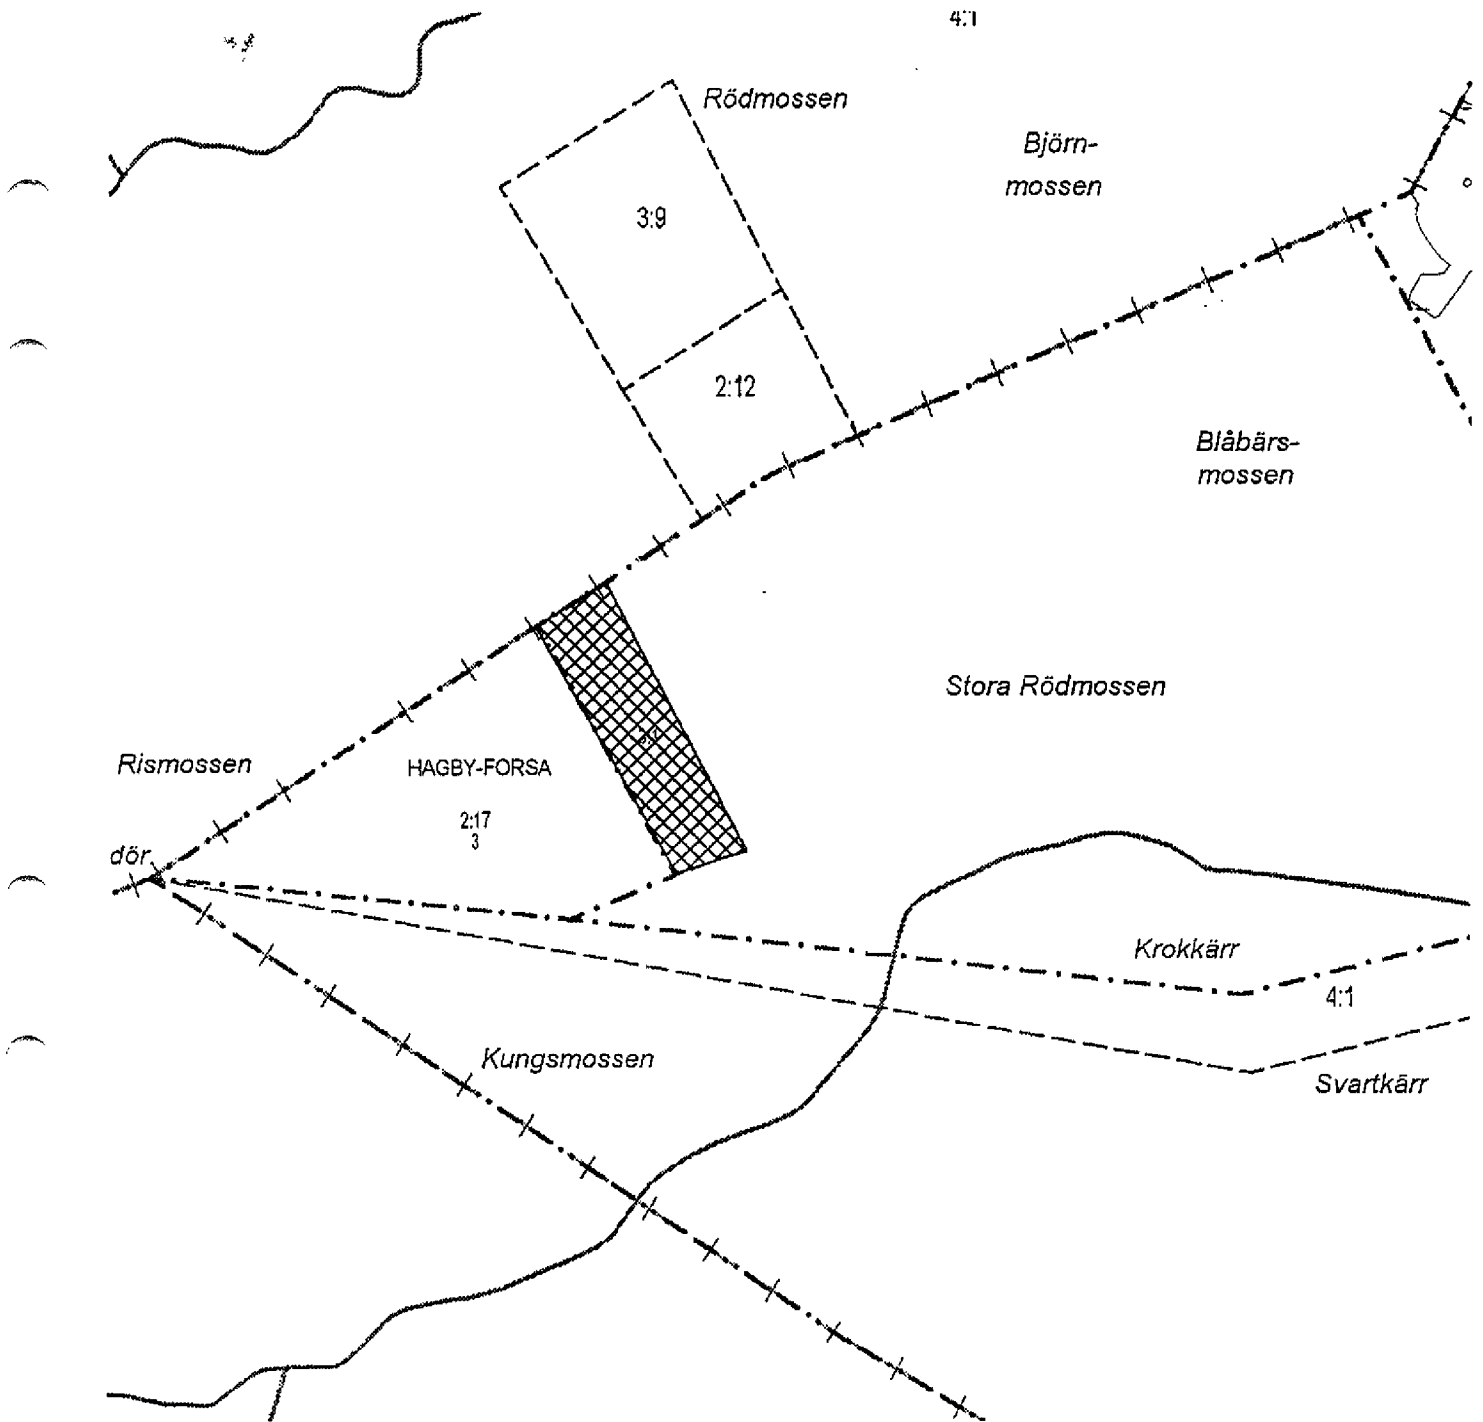 4:1
Rödmossen
Björn-
mossen
3:9
2:12
Blåbärs-
mossen
Stora Rödmossen
Rismossen
HAGBY-FORSA
2:17
3
dör
Krokkärr
4:1
Kungsmossen
Svartkärr